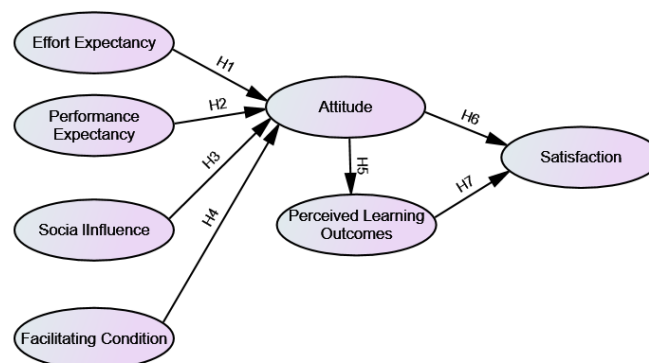 Effort Expectancy
H1
Performance
Expectancy
H2
Attitude
H6
Satisfaction
H3
H5
H7
Socia lInfluence
H4
Perceived Learning
Outcomes
Facilitating Condition